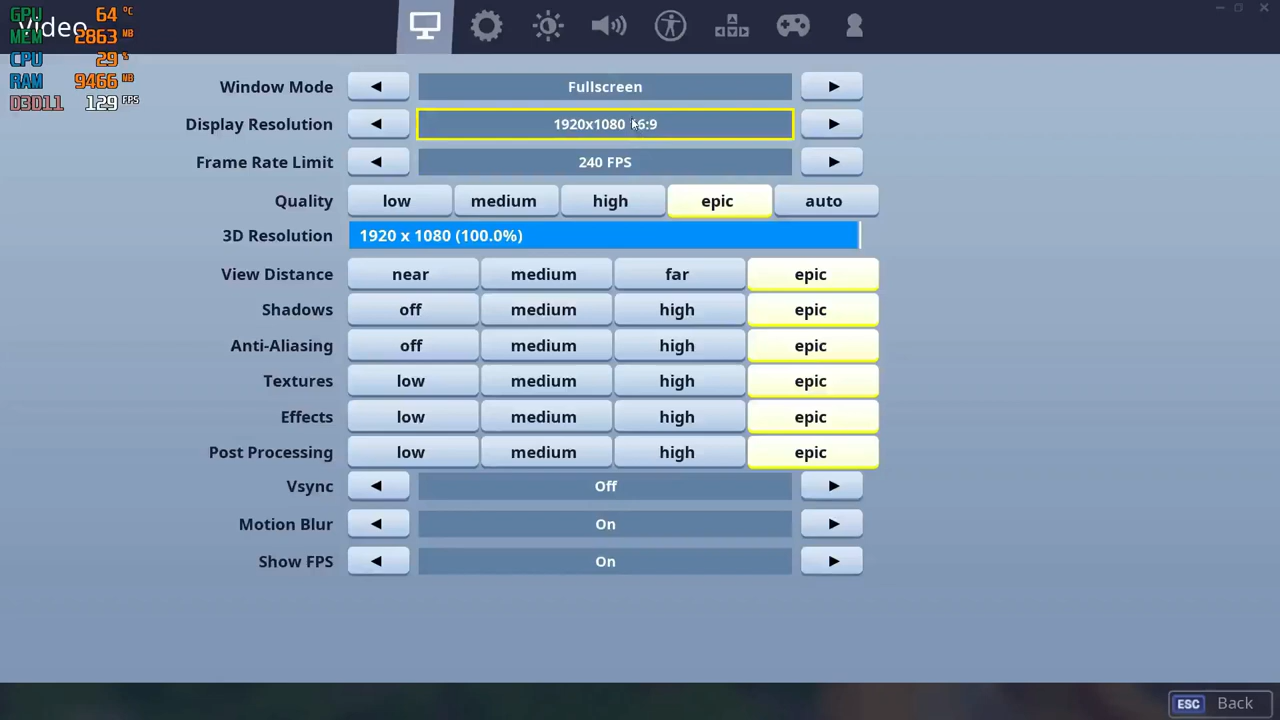 Video
GPU 64 °C
MEM 2863 MB
CPU 29 %
RAM 9466 MB
D3D11 129 FPS
Window Mode ◀ Fullscreen ▶
Display Resolution ◀ 1920x1080 16:9 ▶
Frame Rate Limit ◀ 240 FPS ▶
Quality low medium high epic auto
3D Resolution 1920 x 1080 (100.0%)
View Distance near medium far epic
Shadows off medium high epic
Anti-Aliasing off medium high epic
Textures low medium high epic
Effects low medium high epic
Post Processing low medium high epic
Vsync ◀ Off ▶
Motion Blur ◀ On ▶
Show FPS ◀ On ▶
ESC Back